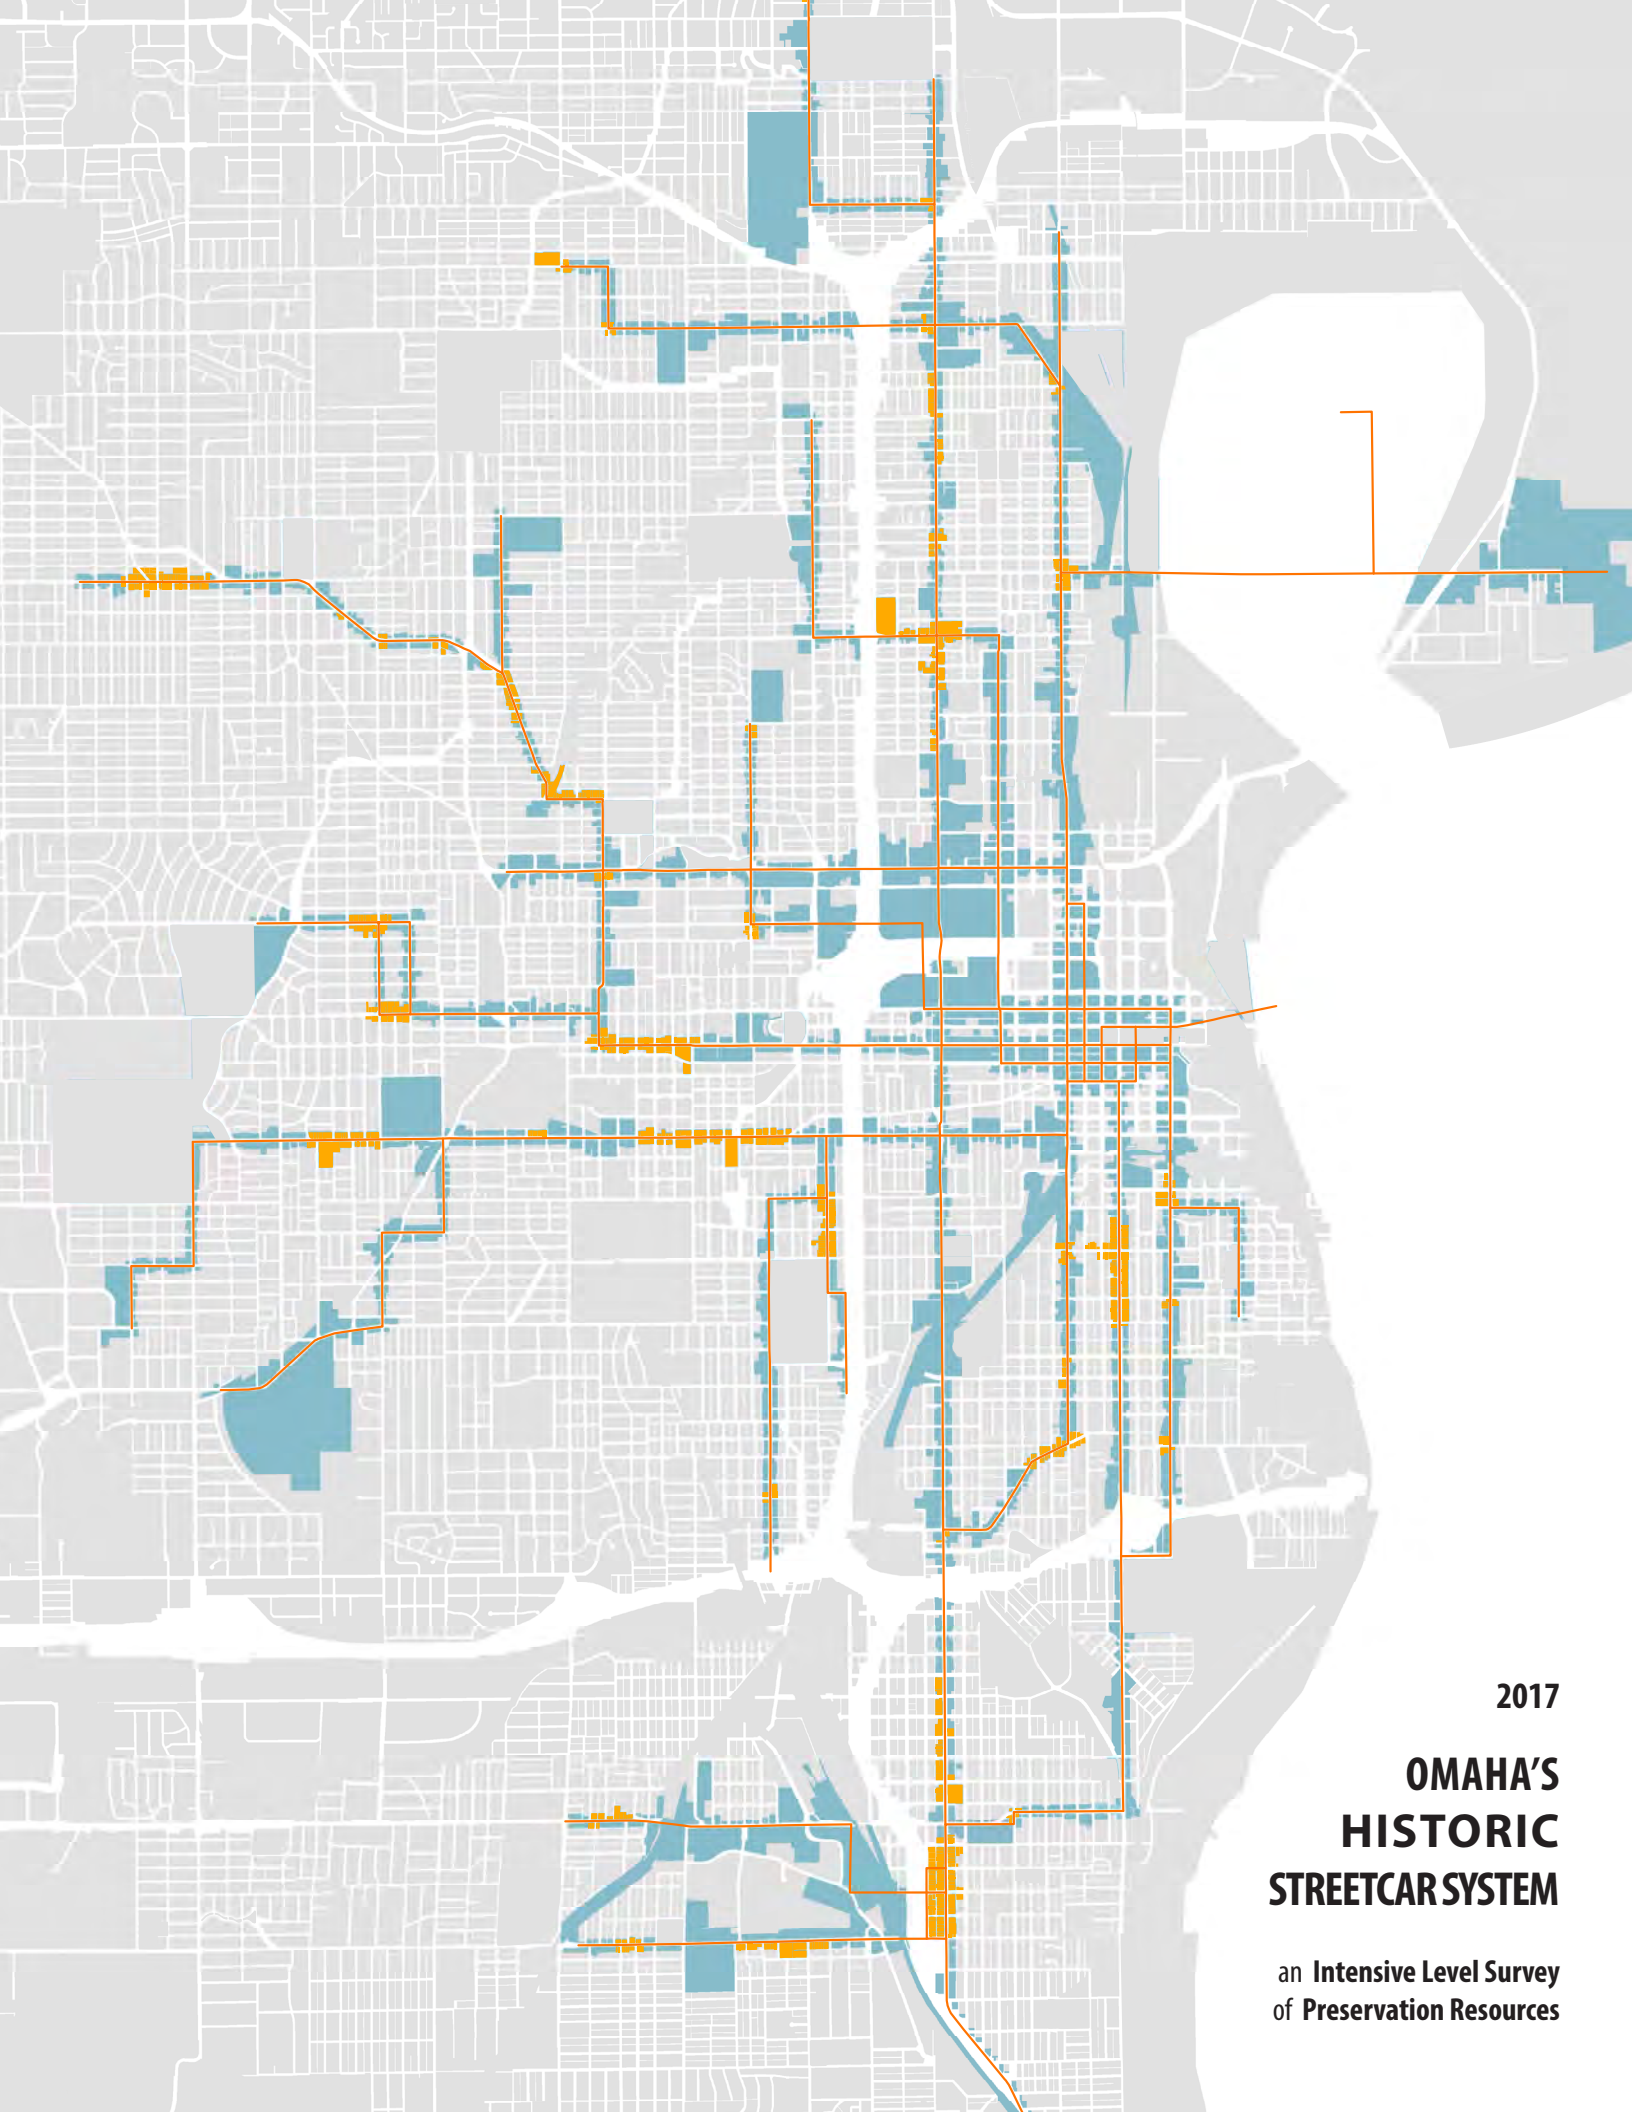 2017
OMAHA’S
HISTORIC
STREETCAR SYSTEM
an Intensive Level Survey
of Preservation Resources